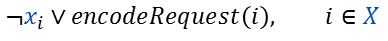 ¬xᵢ ∨ encodeRequest(i), i ∈ X